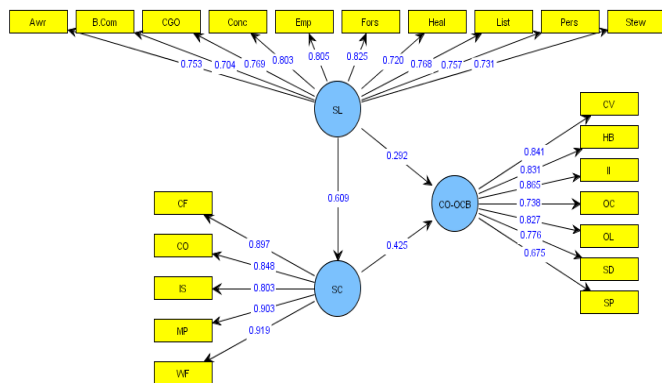 Awr B.Com CGO Conc Emp Fors Heal List Pers Stew
0.753 0.704 0.769 0.803 0.805 0.825 0.720 0.768 0.757 0.731
SL
CV
0.841
HB
0.292
0.831
II
0.865
CO-OCB
0.738
OC
0.609
0.827
OL
CF
0.776
SD
0.675
SP
0.897
CO
0.425
0.848
IS
0.803
SC
0.903
MP
0.919
WF